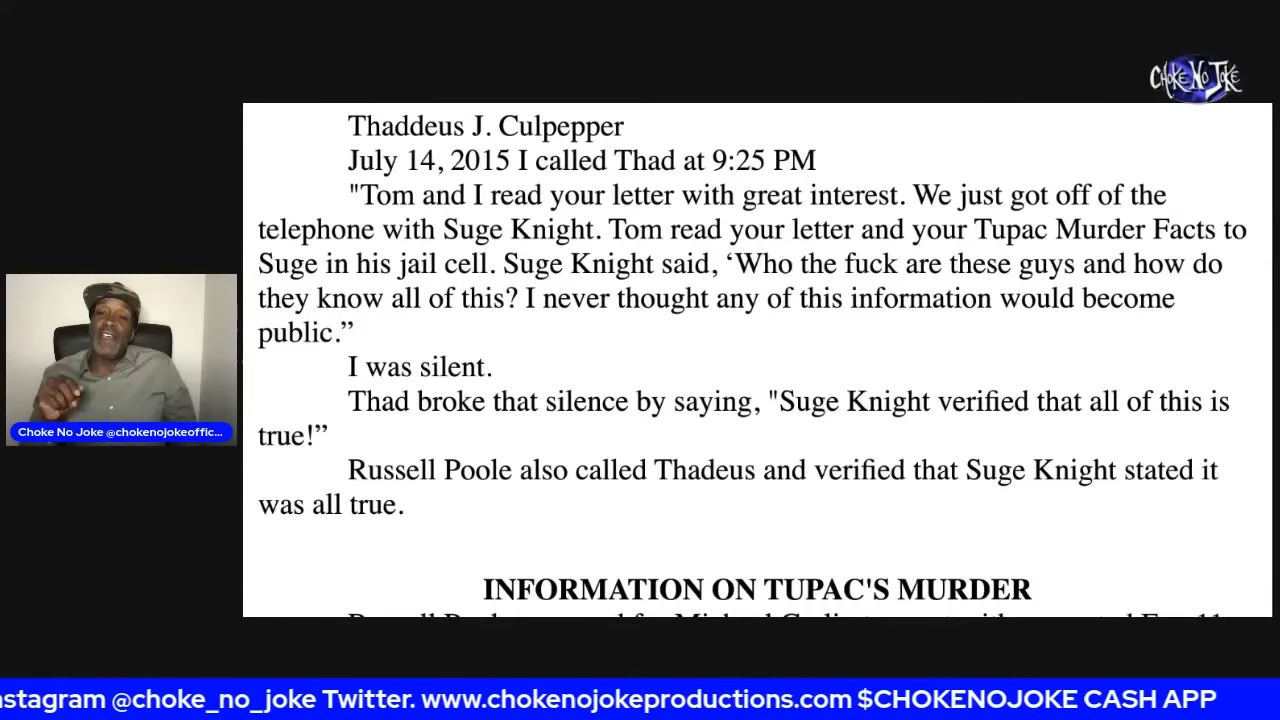 CHOKE NO JOKE
Thaddeus J. Culpepper
July 14, 2015 I called Thad at 9:25 PM
"Tom and I read your letter with great interest. We just got off of the
telephone with Suge Knight. Tom read your letter and your Tupac Murder Facts to
Suge in his jail cell. Suge Knight said, ‘Who the fuck are these guys and how do
they know all of this? I never thought any of this information would become
public.”
I was silent.
Thad broke that silence by saying, "Suge Knight verified that all of this is
true!”
Russell Poole also called Thadeus and verified that Suge Knight stated it
was all true.
INFORMATION ON TUPAC'S MURDER
Choke No Joke @chokenojokeoffic...
nstagram @choke_no_joke Twitter. www.chokenojokeproductions.com $CHOKENOJOKE CASH APP